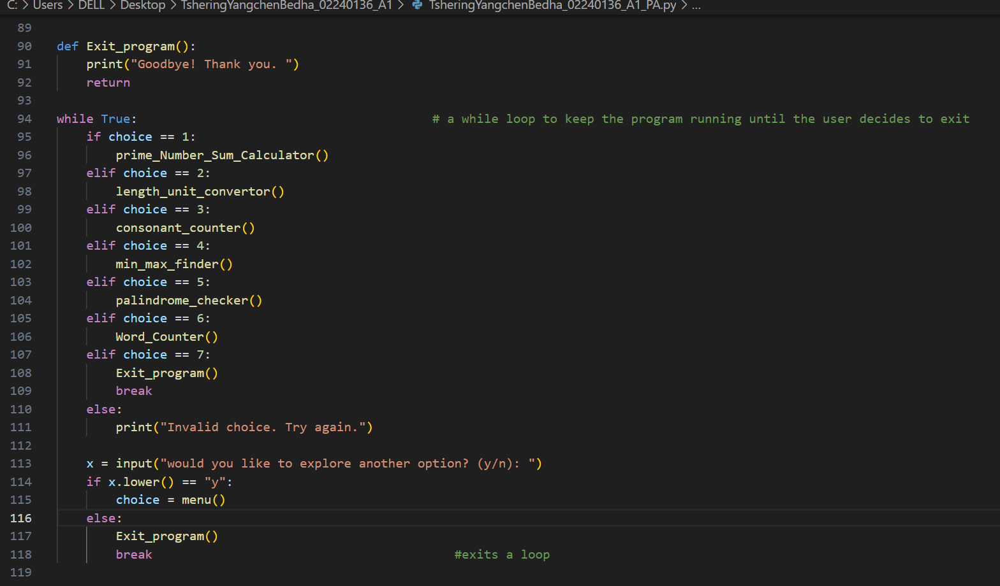 C: > Users > DELL > Desktop > TsheringYangchenBedha_02240136_A1 > TsheringYangchenBedha_02240136_A1_PA.py > ...
89
90 def Exit_program():
91     print("Goodbye! Thank you. ")
92     return
93
94 while True: # a while loop to keep the program running until the user decides to exit
95     if choice == 1:
96         prime_Number_Sum_Calculator()
97     elif choice == 2:
98         length_unit_convertor()
99     elif choice == 3:
100         consonant_counter()
101     elif choice == 4:
102         min_max_finder()
103     elif choice == 5:
104         palindrome_checker()
105     elif choice == 6:
106         Word_Counter()
107     elif choice == 7:
108         Exit_program()
109         break
110     else:
111         print("Invalid choice. Try again.")
112
113     x = input("would you like to explore another option? (y/n): ")
114     if x.lower() == "y":
115         choice = menu()
116     else:
117         Exit_program()
118         break #exits a loop
119